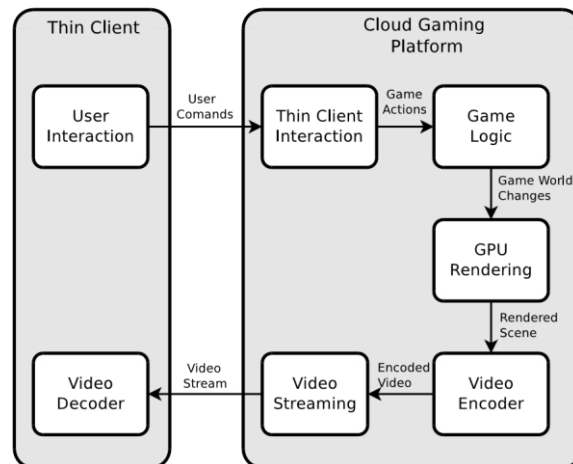 Thin Client
Cloud Gaming
Platform
User
Interaction
User
Comands
Thin Client
Interaction
Game
Actions
Game
Logic
Game World
Changes
GPU
Rendering
Rendered
Scene
Video
Encoder
Encoded
Video
Video
Streaming
Video
Stream
Video
Decoder